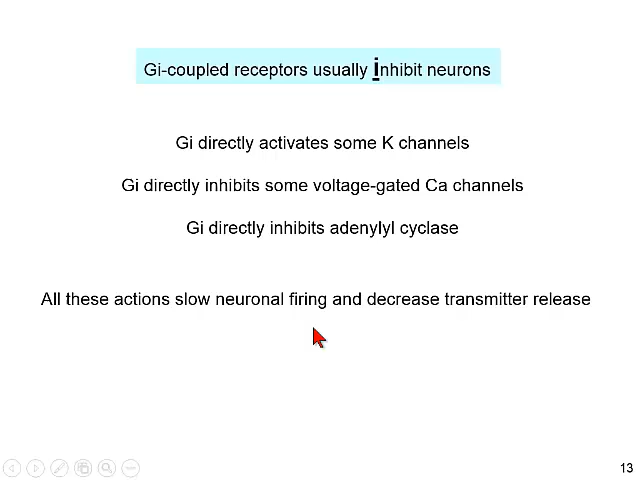 Gi-coupled receptors usually inhibit neurons
Gi directly activates some K channels
Gi directly inhibits some voltage-gated Ca channels
Gi directly inhibits adenylyl cyclase
All these actions slow neuronal firing and decrease transmitter release
13